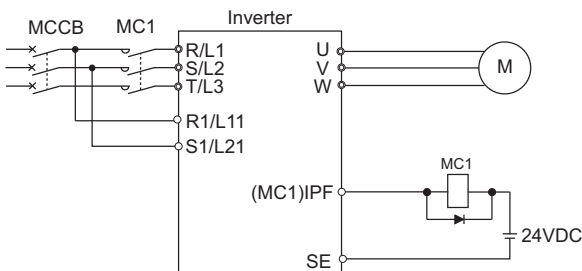 Inverter
MCCB MC1
R/L1 U
S/L2 V M
T/L3 W
R1/L11
S1/L21
MC1
(MC1)IPF
24VDC
SE